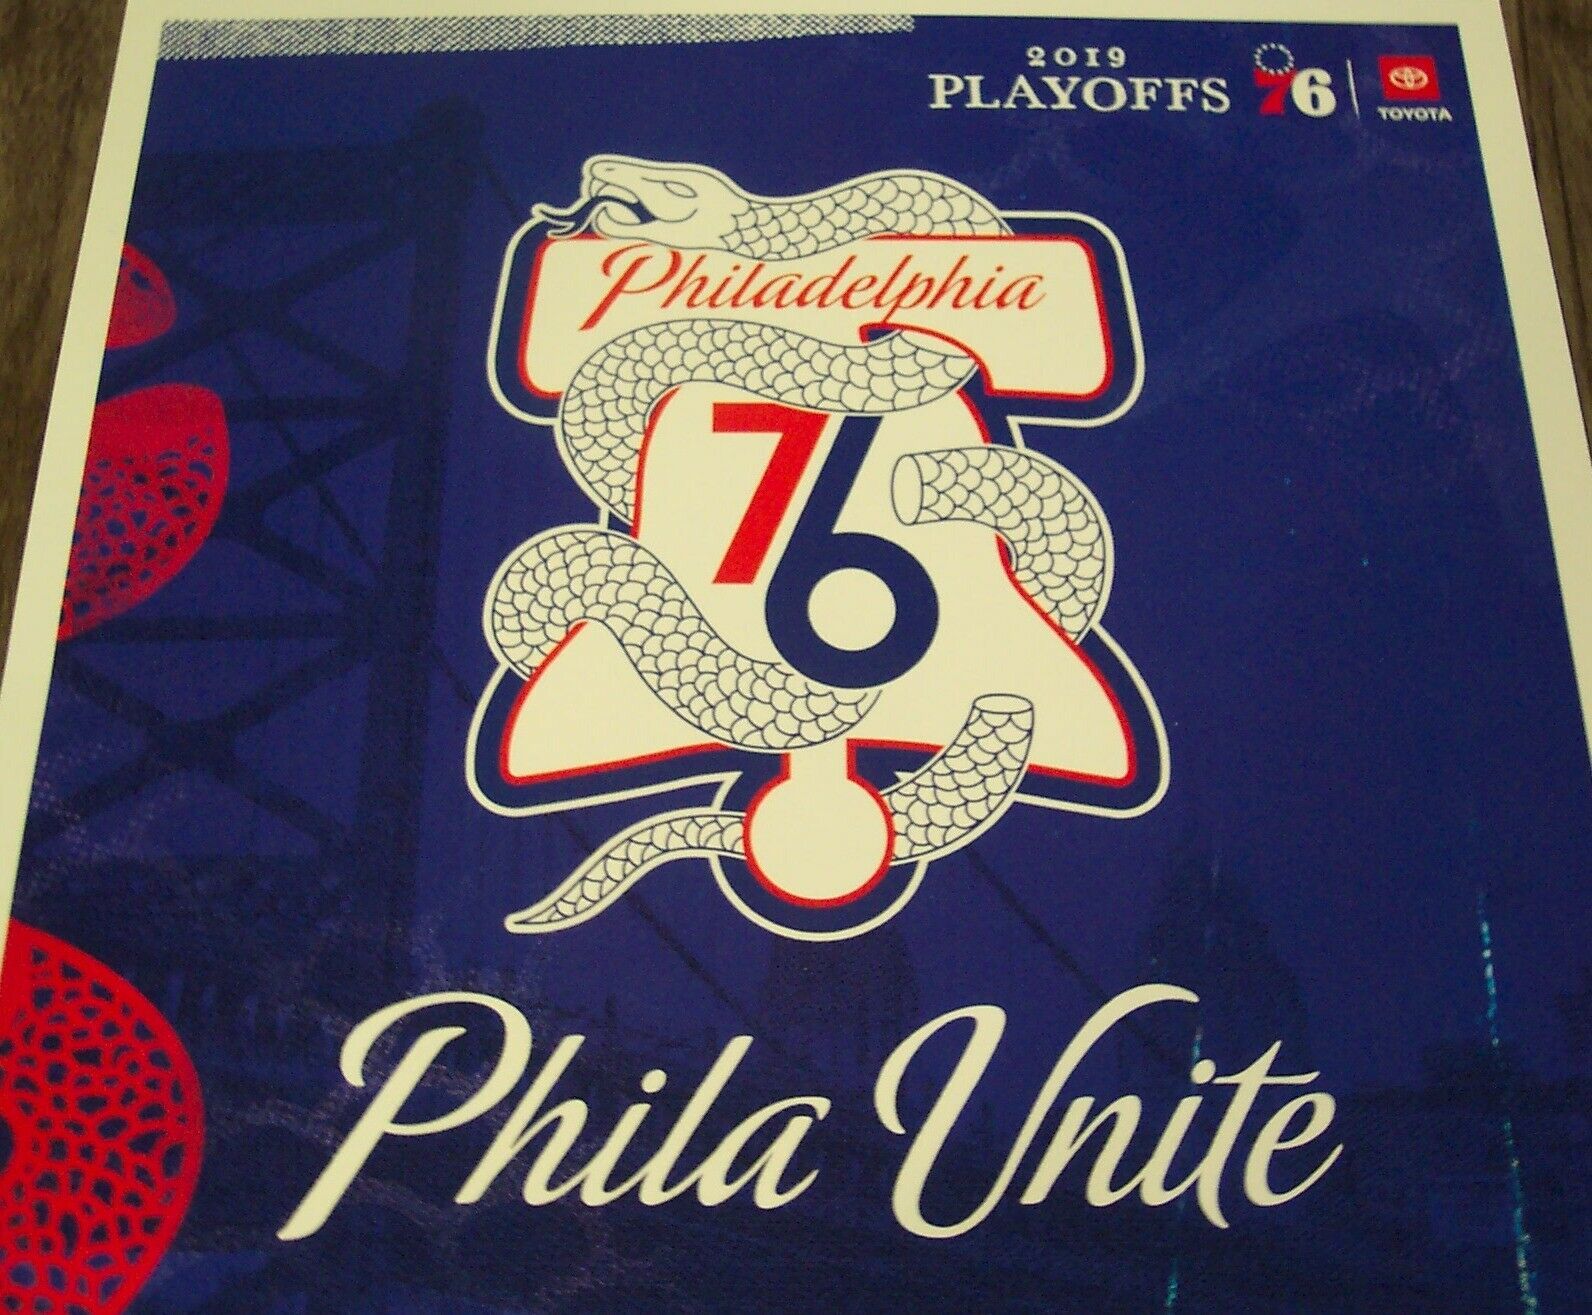 2019
PLAYOFFS 76 TOYOTA
Philadelphia
76
Phila Unite